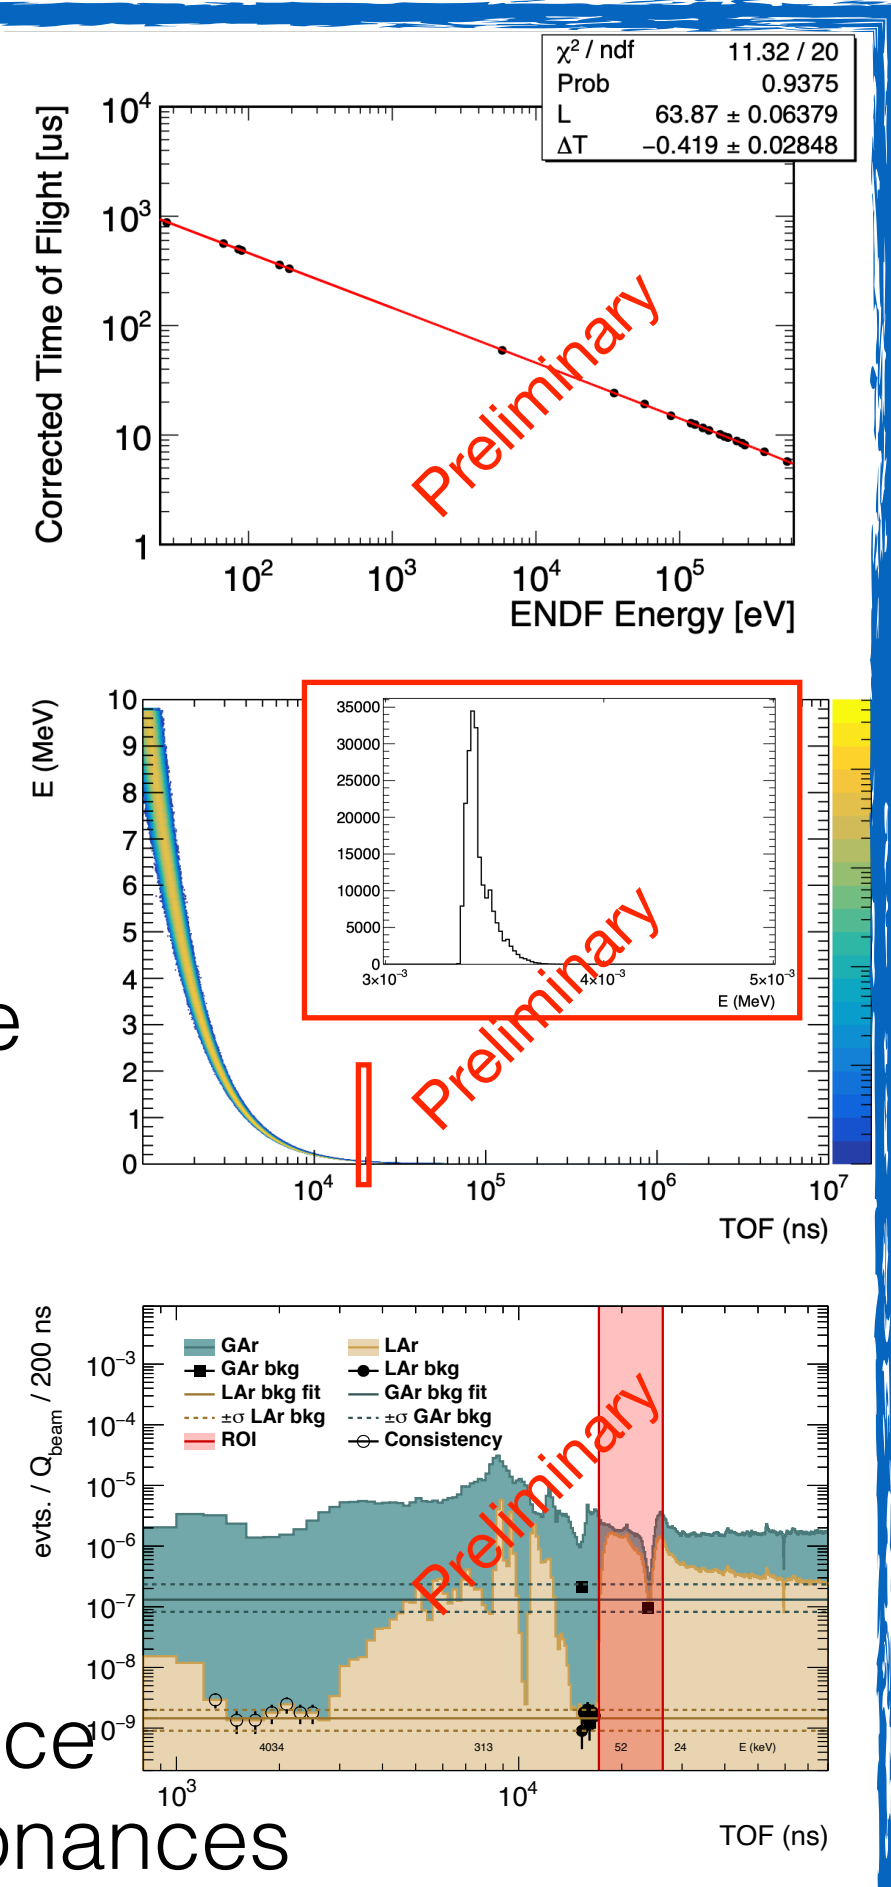 χ² / ndf 11.32 / 20
Prob 0.9375
L 63.87 ± 0.06379
ΔT −0.419 ± 0.02848
Corrected Time of Flight [us]
10⁴
10³
10²
10
1
10² 10³ 10⁴ 10⁵
ENDF Energy [eV]
Preliminary
E (MeV)
10
9
8
7
6
5
4
3
2
1
0
35000
30000
25000
20000
15000
10000
5000
0
3×10⁻³ 4×10⁻³ 5×10⁻³
E (MeV)
Preliminary
e
10⁴ 10⁵ 10⁶ 10⁷
TOF (ns)
evts. / Q_beam / 200 ns
GAr LAr
GAr bkg LAr bkg
LAr bkg fit GAr bkg fit
±σ LAr bkg ±σ GAr bkg
ROI Consistency
10⁻³
10⁻⁴
10⁻⁵
10⁻⁶
10⁻⁷
10⁻⁸
10⁻⁹
Preliminary
4034 313 52 24 E (keV)
10³ 10⁴
TOF (ns)
ce
onances